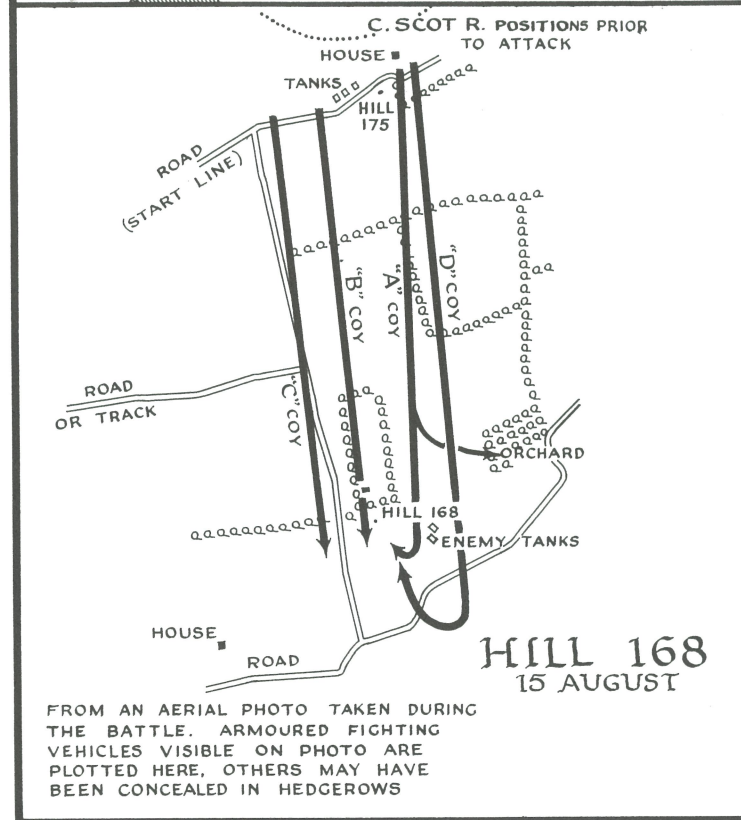 C. SCOT R. POSITIONS PRIOR
TO ATTACK
HOUSE
TANKS
HILL
175
ROAD
(START LINE)
"B" COY
"A" COY
"D" COY
"C" COY
ROAD
OR TRACK
ORCHARD
HILL 168
ENEMY TANKS
HOUSE
ROAD
HILL 168
15 AUGUST
FROM AN AERIAL PHOTO TAKEN DURING
THE BATTLE. ARMOURED FIGHTING
VEHICLES VISIBLE ON PHOTO ARE
PLOTTED HERE, OTHERS MAY HAVE
BEEN CONCEALED IN HEDGEROWS